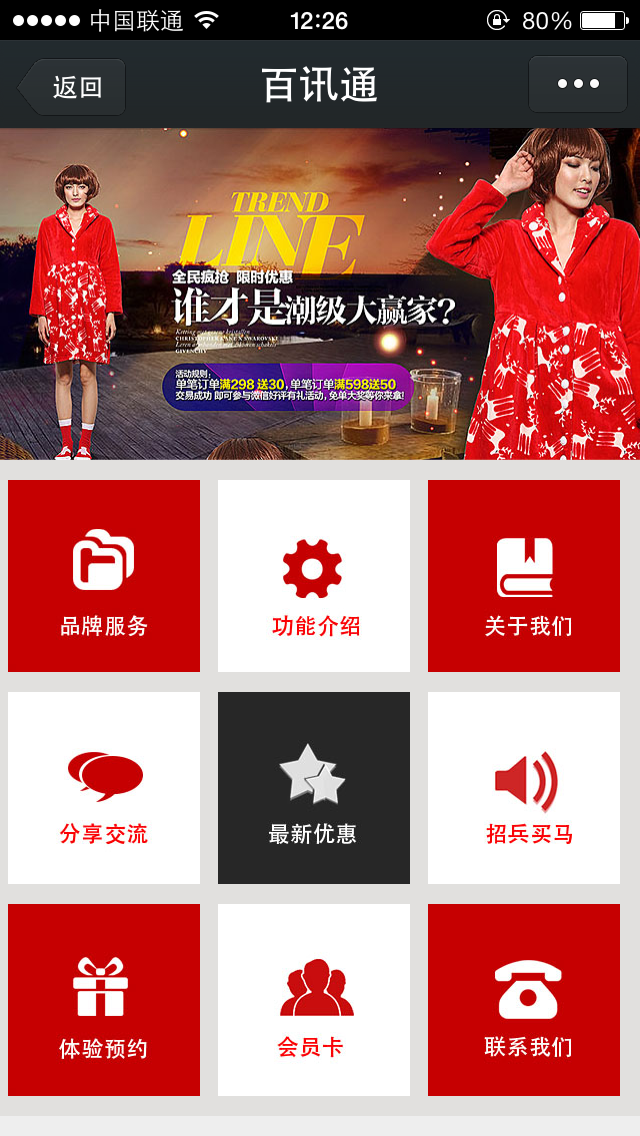 中国联通 12:26 80%
返回 百讯通
TREND
LINE
全民疯抢 限时优惠
谁才是潮级大赢家?
CHRISTOPHER KANE X SWAROVSKI
GIVENCHY
活动规则:
单笔订单满298 送30, 单笔订单满598送50
交易成功 即可参与微信好评有礼活动, 免单大奖等你来拿!
品牌服务 功能介绍 关于我们
分享交流 最新优惠 招兵买马
体验预约 会员卡 联系我们